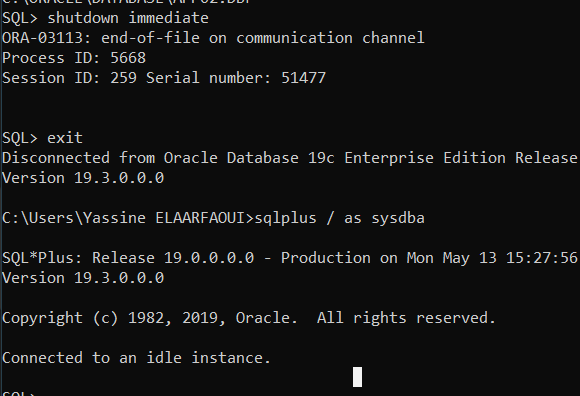 C:\ORACLE\DATABASE\APP02.DBF
SQL> shutdown immediate
ORA-03113: end-of-file on communication channel
Process ID: 5668
Session ID: 259 Serial number: 51477
SQL> exit
Disconnected from Oracle Database 19c Enterprise Edition Release
Version 19.3.0.0.0
C:\Users\Yassine ELAARFAOUI>sqlplus / as sysdba
SQL*Plus: Release 19.0.0.0.0 - Production on Mon May 13 15:27:56
Version 19.3.0.0.0
Copyright (c) 1982, 2019, Oracle.  All rights reserved.
Connected to an idle instance.
SQL>